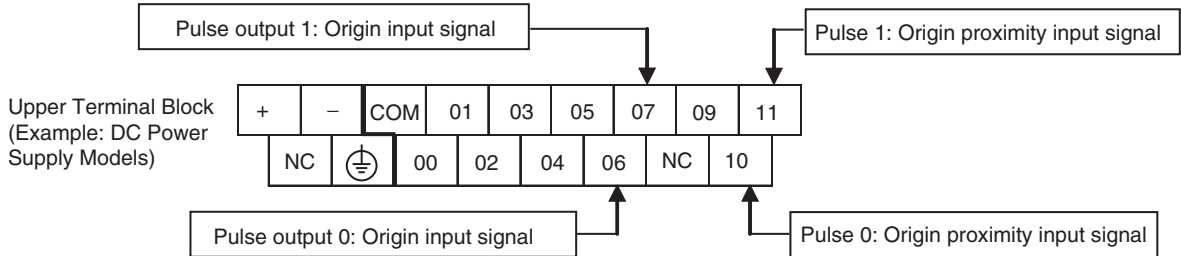 Pulse output 1: Origin input signal
Pulse 1: Origin proximity input signal
Upper Terminal Block
(Example: DC Power
Supply Models)
+ − COM 01 03 05 07 09 11
NC 00 02 04 06 NC 10
Pulse output 0: Origin input signal
Pulse 0: Origin proximity input signal